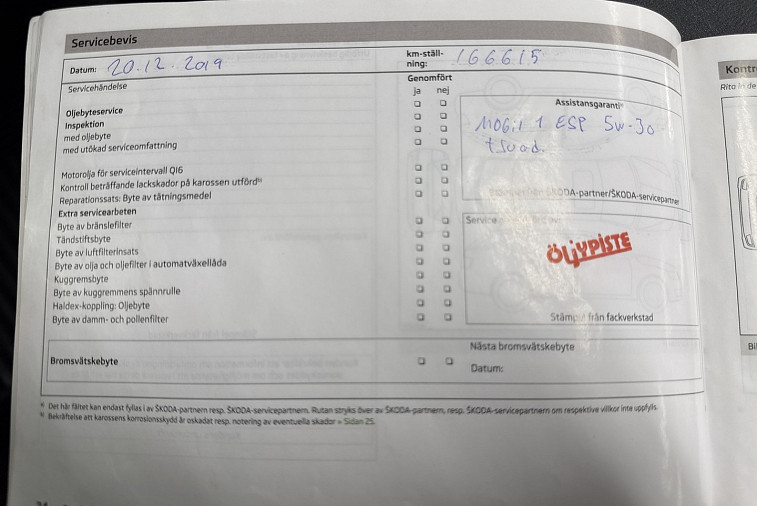 Servicebevis
Datum: 20.12.2019
km-ställ-
ning: 166615
Servicehändelse
Genomfört
ja nej
Oljebyteservice
Inspektion
med oljebyte
med utökad serviceomfattning
Assistansgaranti
Mobil 1 ESP 5w-30
Motorolja för serviceintervall QI6
Kontroll beträffande lackskador på karossen utförd
Reparationssats: Byte av tätningsmedel
ŠKODA-partner/ŠKODA-servicepartner
Extra servicearbeten
Byte av bränslefilter
Tändstiftsbyte
Byte av luftfilterinsats
Byte av olja och oljefilter i automatväxellåda
Kuggremsbyte
Byte av kuggremmens spännrulle
Haldex-koppling: Oljebyte
Byte av damm- och pollenfilter
Service
ÖLJYPISTE
Stämpel från fackverkstad
Bromsvätskebyte
Nästa bromsvätskebyte
Datum:
a) Det här fältet kan endast fyllas i av ŠKODA-partnern resp. ŠKODA-servicepartnern. Rutan stryks över av ŠKODA-partnern, resp. ŠKODA-servicepartnern om respektive villkor inte uppfylls.
b) Bekräftelse att karossens korrosionsskydd är oskadat resp. notering av eventuella skador » Sidan 25.
Kontr
Rita in de
Bi